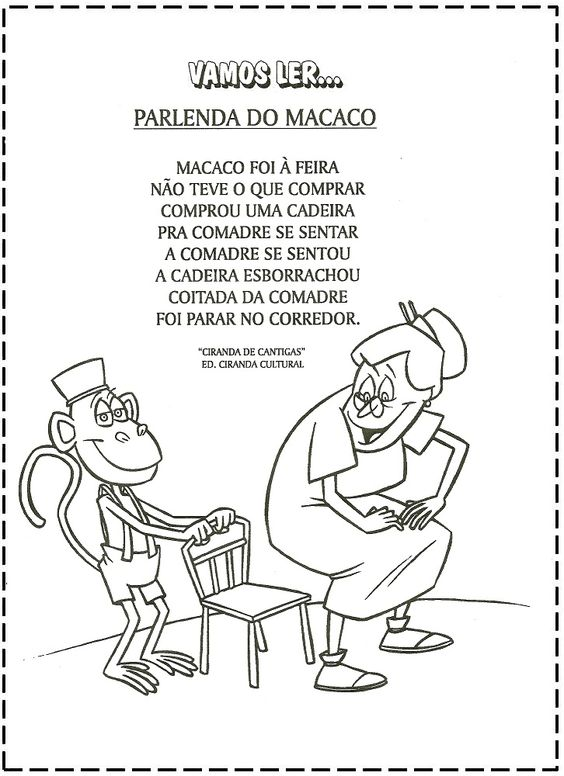 VAMOS LER...
PARLENDA DO MACACO
MACACO FOI À FEIRA
NÃO TEVE O QUE COMPRAR
COMPROU UMA CADEIRA
PRA COMADRE SE SENTAR
A COMADRE SE SENTOU
A CADEIRA ESBORRACHOU
COITADA DA COMADRE
FOI PARAR NO CORREDOR.
"CIRANDA DE CANTIGAS"
ED. CIRANDA CULTURAL